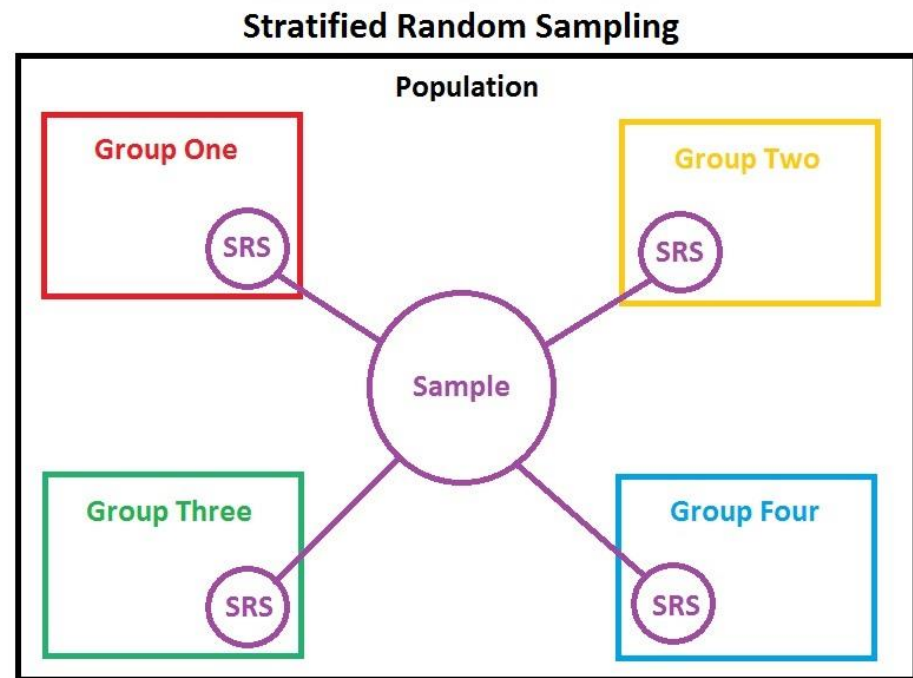 Stratified Random Sampling
Population
Group One
SRS
Group Two
SRS
Sample
Group Three
SRS
Group Four
SRS